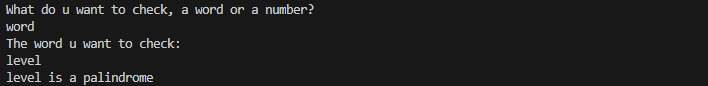 What do u want to check, a word or a number?
word
The word u want to check:
level
level is a palindrome